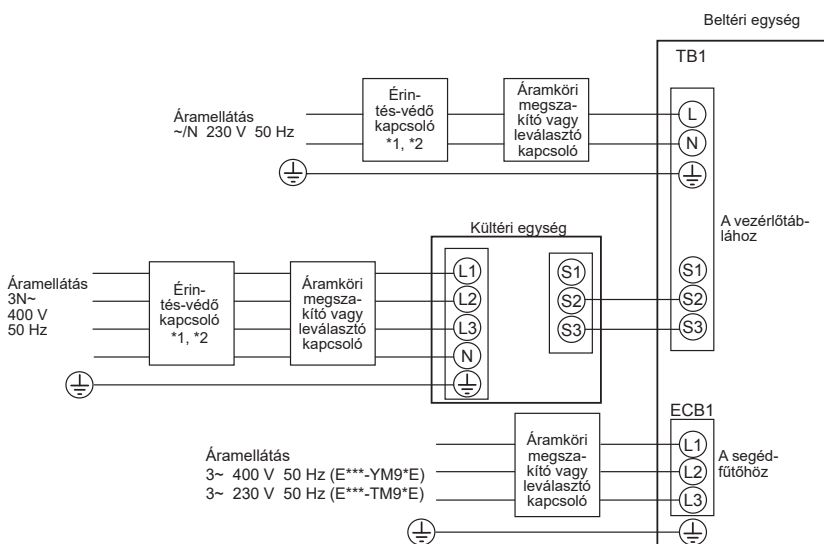 Beltéri egység
TB1
Áramellátás
~/N 230 V 50 Hz
Érin-
tés-védő
kapcsoló
*1, *2
Áramköri
megsza-
kító vagy
leválasztó
kapcsoló
L
N
A vezérlőtáb-
lához
S1
S2
S3
Kültéri egység
Áramellátás
3N~
400 V
50 Hz
Érin-
tés-védő
kapcsoló
*1, *2
Áramköri
megsza-
kító vagy
leválasztó
kapcsoló
L1
L2
L3
N
S1
S2
S3
ECB1
Áramellátás
3~ 400 V 50 Hz (E***-YM9*E)
3~ 230 V 50 Hz (E***-TM9*E)
Áramköri
megsza-
kító vagy
leválasztó
kapcsoló
L1
L2
L3
A segéd-
fűtőhöz